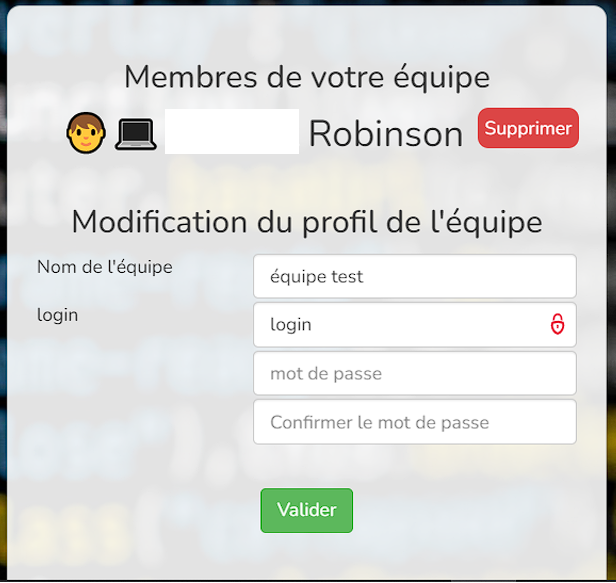 Membres de votre équipe
Robinson Supprimer
Modification du profil de l'équipe
Nom de l'équipe équipe test
login login
mot de passe
Confirmer le mot de passe
Valider